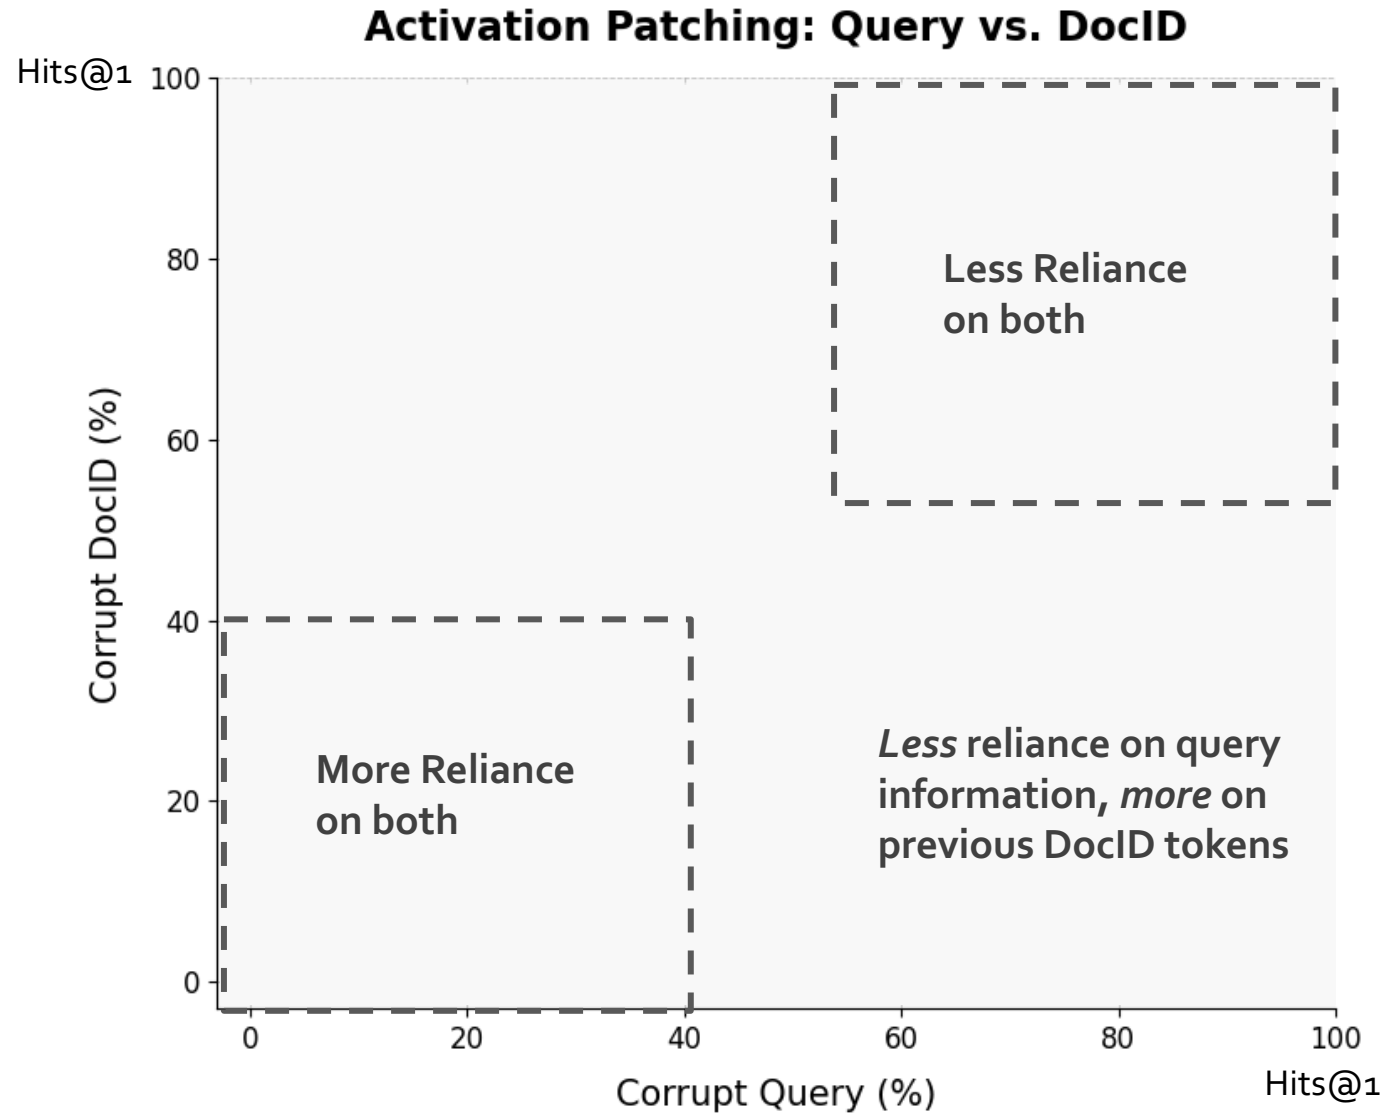 Activation Patching: Query vs. DocID
Hits@1
100
80
60
40
20
0
Corrupt DocID (%)
Less Reliance
on both
More Reliance
on both
Less reliance on query
information, more on
previous DocID tokens
0
20
40
60
80
100
Corrupt Query (%)
Hits@1